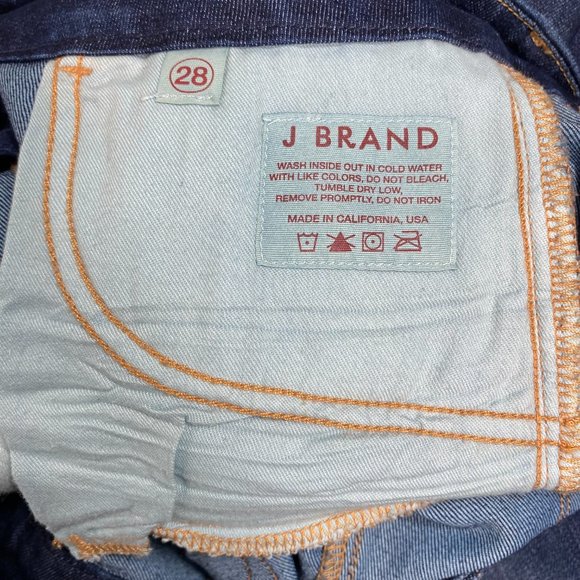 28
J BRAND
WASH INSIDE OUT IN COLD WATER
WITH LIKE COLORS, DO NOT BLEACH,
TUMBLE DRY LOW,
REMOVE PROMPTLY, DO NOT IRON
MADE IN CALIFORNIA, USA